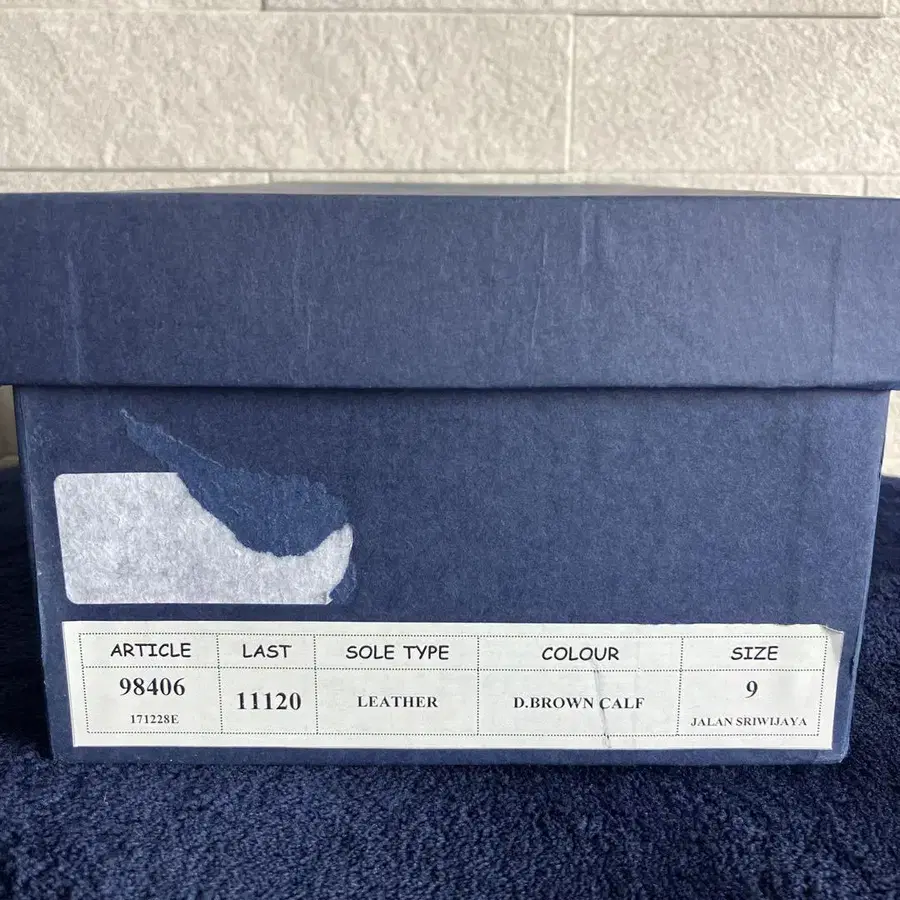 ARTICLE LAST SOLE TYPE COLOUR SIZE
98406 11120 LEATHER D.BROWN CALF 9
171228E JALAN SRIWIJAYA